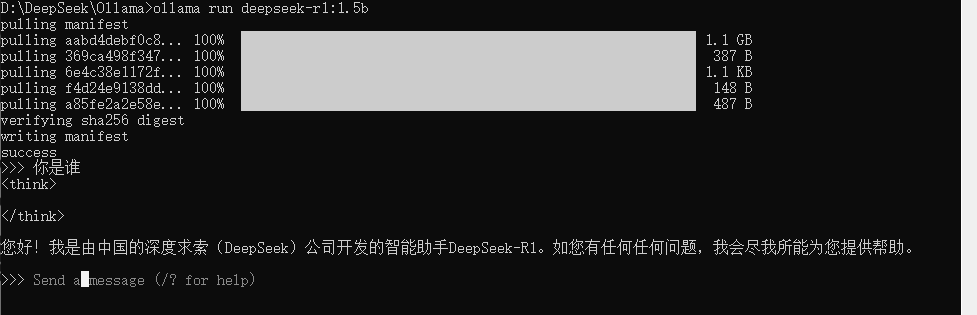 D:\DeepSeek\Ollama>ollama run deepseek-r1:1.5b
pulling manifest
pulling aabd4debf0c8... 100% 1.1 GB
pulling 369ca498f347... 100% 387 B
pulling 6e4c38e1172f... 100% 1.1 KB
pulling f4d24e9138dd... 100% 148 B
pulling a85fe2a2e58e... 100% 487 B
verifying sha256 digest
writing manifest
success
>>> 你是谁
<think>
</think>
您好！我是由中国的深度求索（DeepSeek）公司开发的智能助手DeepSeek-R1。如您有任何任何问题，我会尽我所能为您提供帮助。
>>> Send a message (/? for help)